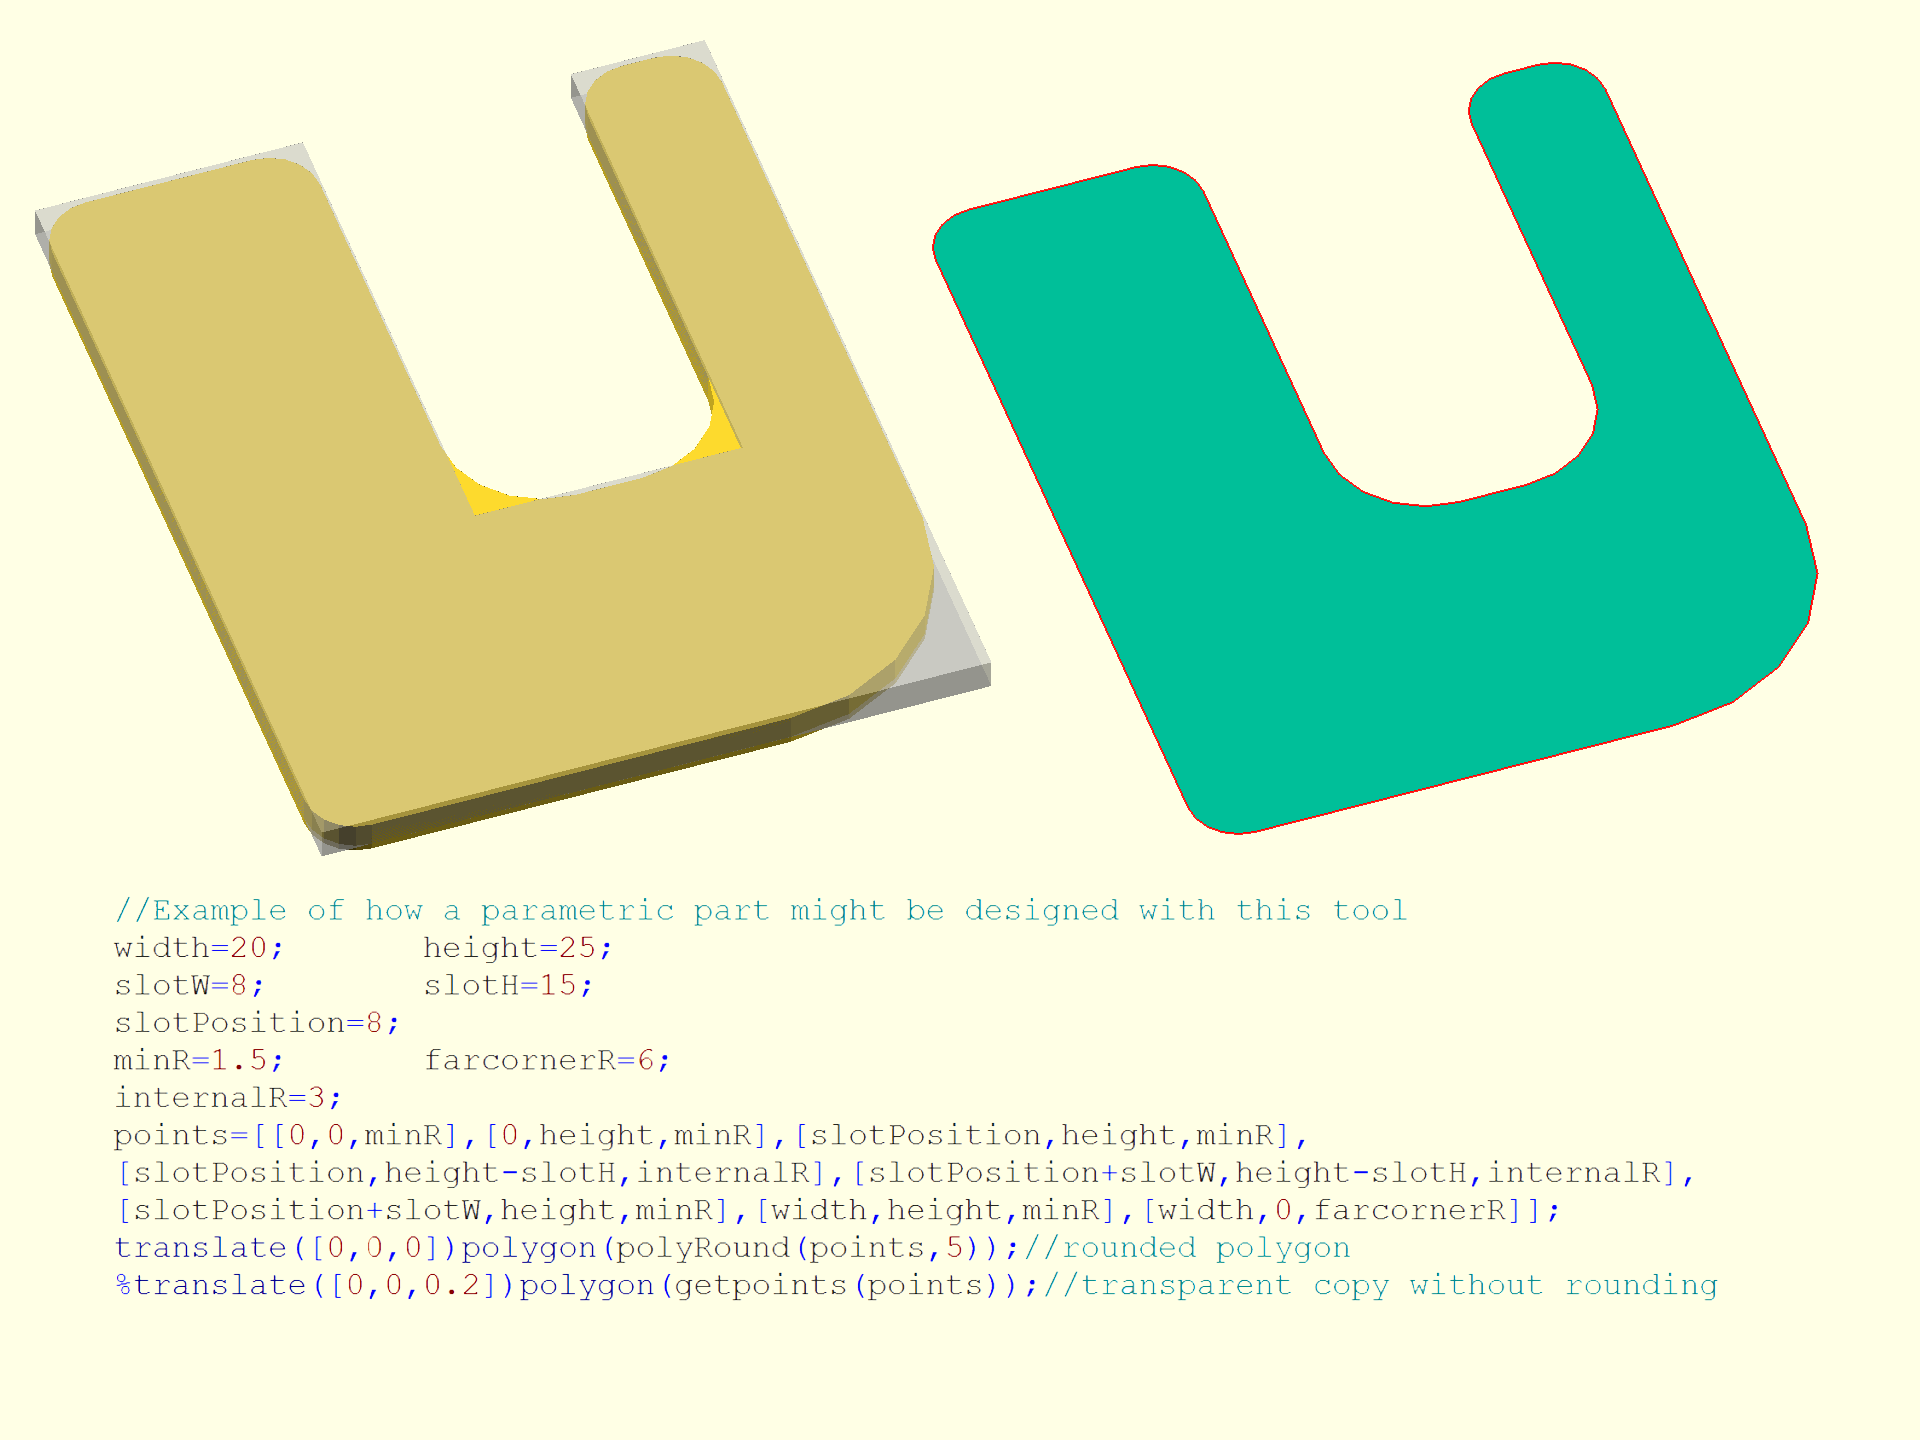 //Example of how a parametric part might be designed with this tool
width=20; height=25;
slotW=8; slotH=15;
slotPosition=8;
minR=1.5; farcornerR=6;
internalR=3;
points=[[0,0,minR],[0,height,minR],[slotPosition,height,minR],
[slotPosition,height-slotH,internalR],[slotPosition+slotW,height-slotH,internalR],
[slotPosition+slotW,height,minR],[width,height,minR],[width,0,farcornerR]];
translate([0,0,0])polygon(polyRound(points,5));//rounded polygon
%translate([0,0,0.2])polygon(getpoints(points));//transparent copy without rounding